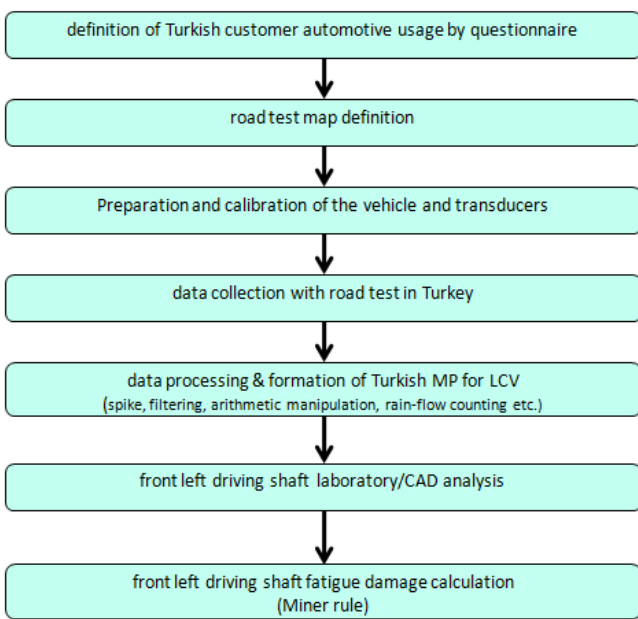 definition of Turkish customer automotive usage by questionnaire
road test map definition
Preparation and calibration of the vehicle and transducers
data collection with road test in Turkey
data processing & formation of Turkish MP for LCV
(spike, filtering, arithmetic manipulation, rain-flow counting etc.)
front left driving shaft laboratory/CAD analysis
front left driving shaft fatigue damage calculation
(Miner rule)